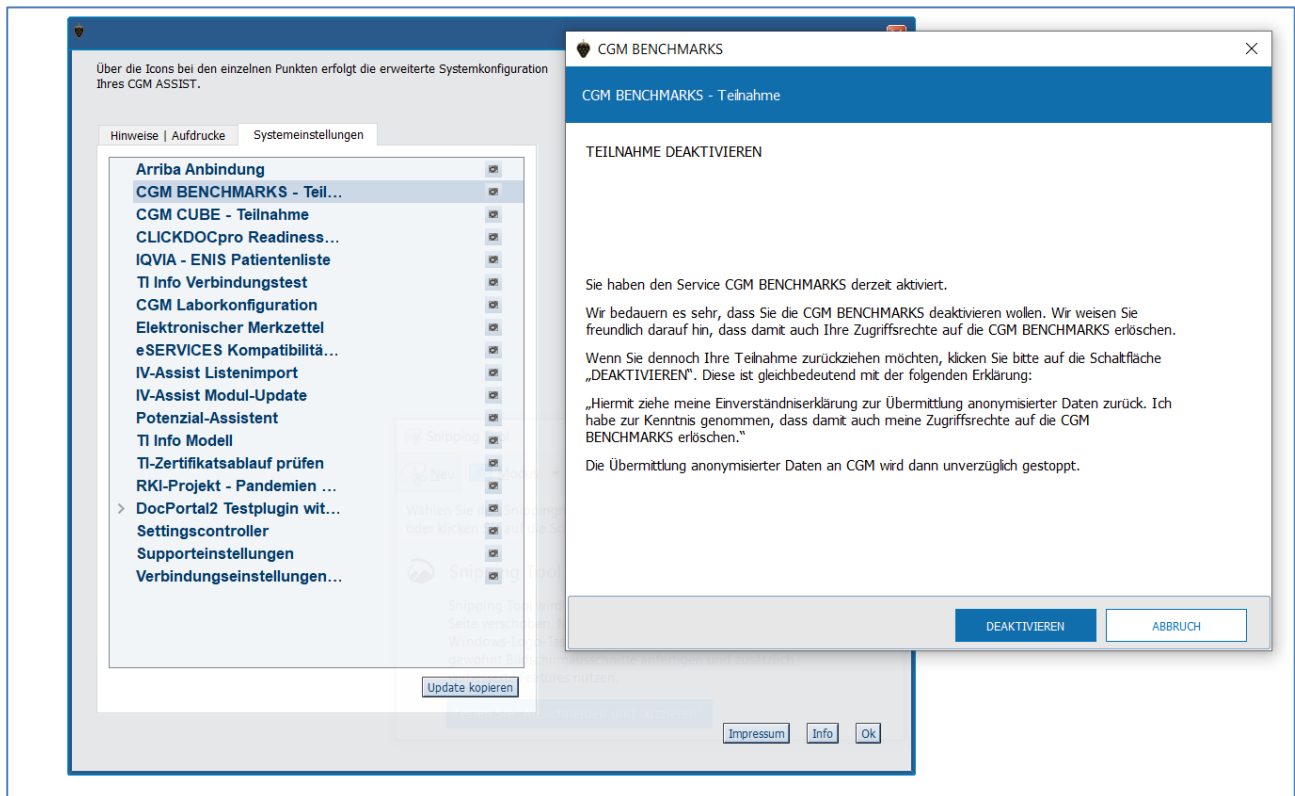 Über die Icons bei den einzelnen Punkten erfolgt die erweiterte Systemkonfiguration
Ihres CGM ASSIST.
Hinweise | Aufdrucke
Systemeinstellungen
Arriba Anbindung
CGM BENCHMARKS - Teil...
CGM CUBE - Teilnahme
CLICKDOCpro Readiness...
IQVIA - ENIS Patientenliste
TI Info Verbindungstest
CGM Laborkonfiguration
Elektronischer Merkzettel
eSERVICES Kompatibilitä...
IV-Assist Listenimport
IV-Assist Modul-Update
Potenzial-Assistent
TI Info Modell
TI-Zertifikatsablauf prüfen
RKI-Projekt - Pandemien ...
DocPortal2 Testplugin wit...
Settingscontroller
Supporteinstellungen
Verbindungseinstellungen...
Snipping Tool
Neu
Modus
Snipping Tool
Update kopieren
Impressum
Info
Ok
CGM BENCHMARKS
CGM BENCHMARKS - Teilnahme
TEILNAHME DEAKTIVIEREN
Sie haben den Service CGM BENCHMARKS derzeit aktiviert.
Wir bedauern es sehr, dass Sie die CGM BENCHMARKS deaktivieren wollen. Wir weisen Sie
freundlich darauf hin, dass damit auch Ihre Zugriffsrechte auf die CGM BENCHMARKS erlöschen.
Wenn Sie dennoch Ihre Teilnahme zurückziehen möchten, klicken Sie bitte auf die Schaltfläche
„DEAKTIVIEREN“. Diese ist gleichbedeutend mit der folgenden Erklärung:
„Hiermit ziehe meine Einverständniserklärung zur Übermittlung anonymisierter Daten zurück. Ich
habe zur Kenntnis genommen, dass damit auch meine Zugriffsrechte auf die CGM
BENCHMARKS erlöschen.“
Die Übermittlung anonymisierter Daten an CGM wird dann unverzüglich gestoppt.
DEAKTIVIEREN
ABBRUCH